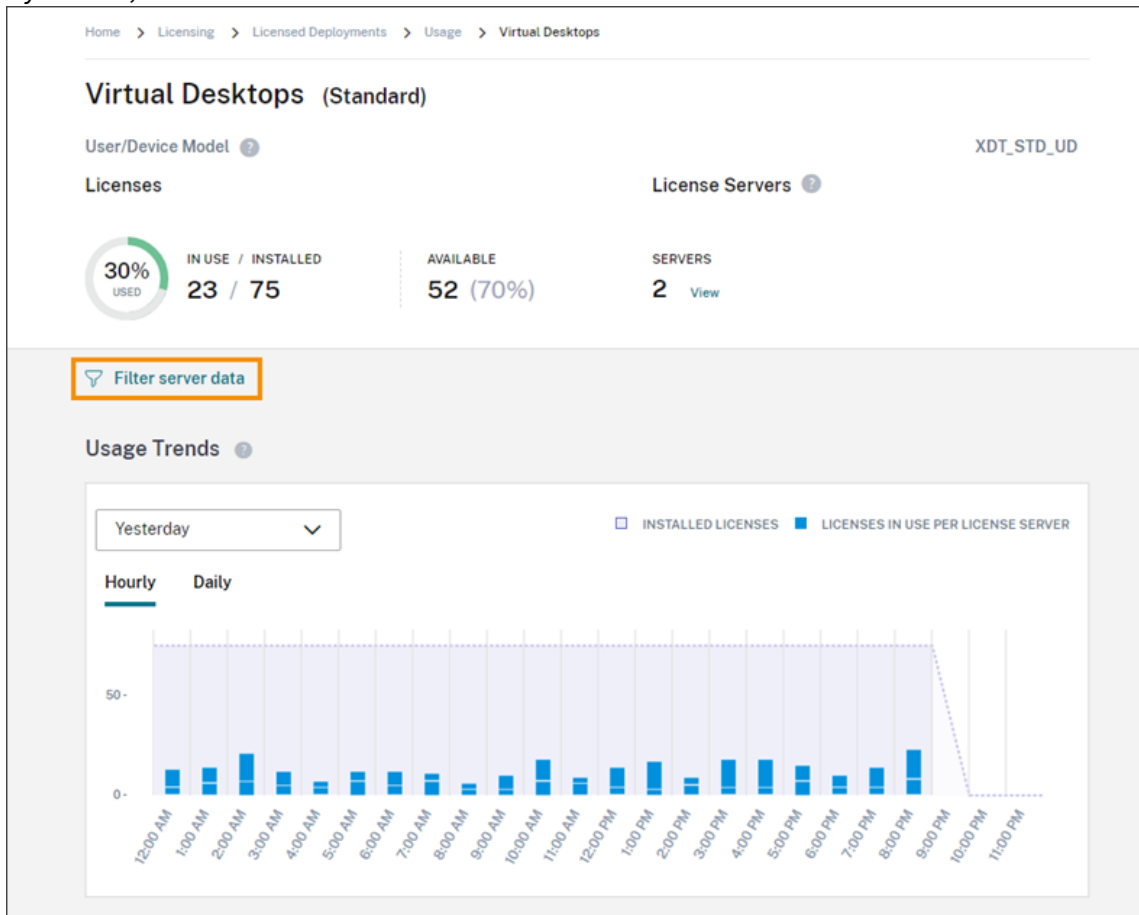 Home > Licensing > Licensed Deployments > Usage > Virtual Desktops
Virtual Desktops (Standard)
User/Device Model ?
XDT_STD_UD
Licenses
License Servers ?
30%
USED
IN USE / INSTALLED
23 / 75
AVAILABLE
52 (70%)
SERVERS
2 View
Filter server data
Usage Trends ?
Yesterday
INSTALLED LICENSES
LICENSES IN USE PER LICENSE SERVER
Hourly Daily
50-
0-
12:00 AM
1:00 AM
2:00 AM
3:00 AM
4:00 AM
5:00 AM
6:00 AM
7:00 AM
8:00 AM
9:00 AM
10:00 AM
11:00 AM
12:00 PM
1:00 PM
2:00 PM
3:00 PM
4:00 PM
5:00 PM
6:00 PM
7:00 PM
8:00 PM
9:00 PM
10:00 PM
11:00 PM